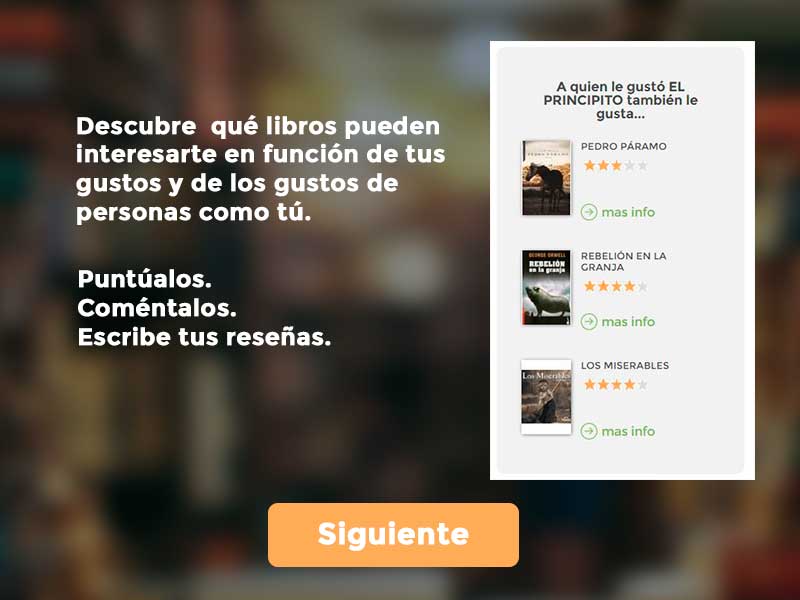 Descubre qué libros pueden
interesarte en función de tus
gustos y de los gustos de
personas como tú.
Puntúalos.
Coméntalos.
Escribe tus reseñas.
A quien le gustó EL
PRINCIPITO también le
gusta...
PEDRO PÁRAMO
PEDRO PÁRAMO
mas info
GEORGE ORWELL
REBELIÓN
en la granja
REBELIÓN EN LA
GRANJA
mas info
Los Miserables
LOS MISERABLES
mas info
Siguiente